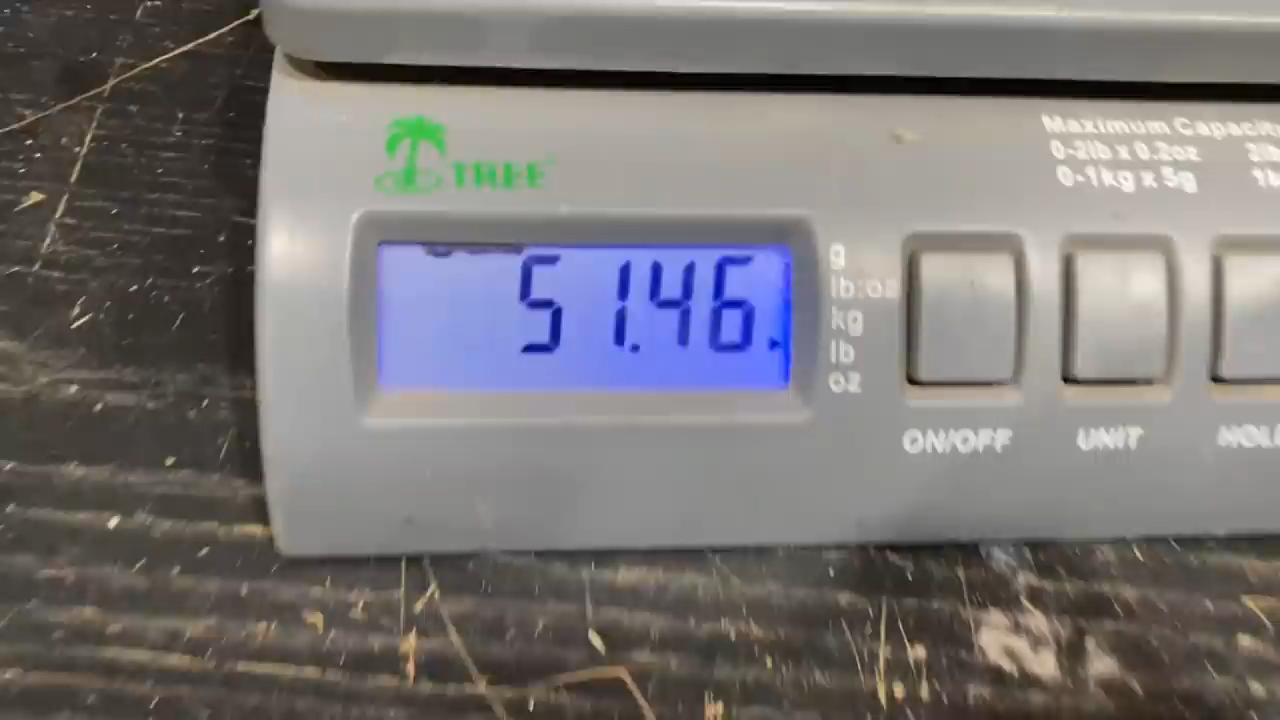 TREE
Maximum Capacity
0-2lb x 0.2oz
0-1kg x 5g
51.46
g
lb:oz
kg
lb
oz
ON/OFF
UNIT
HOLD